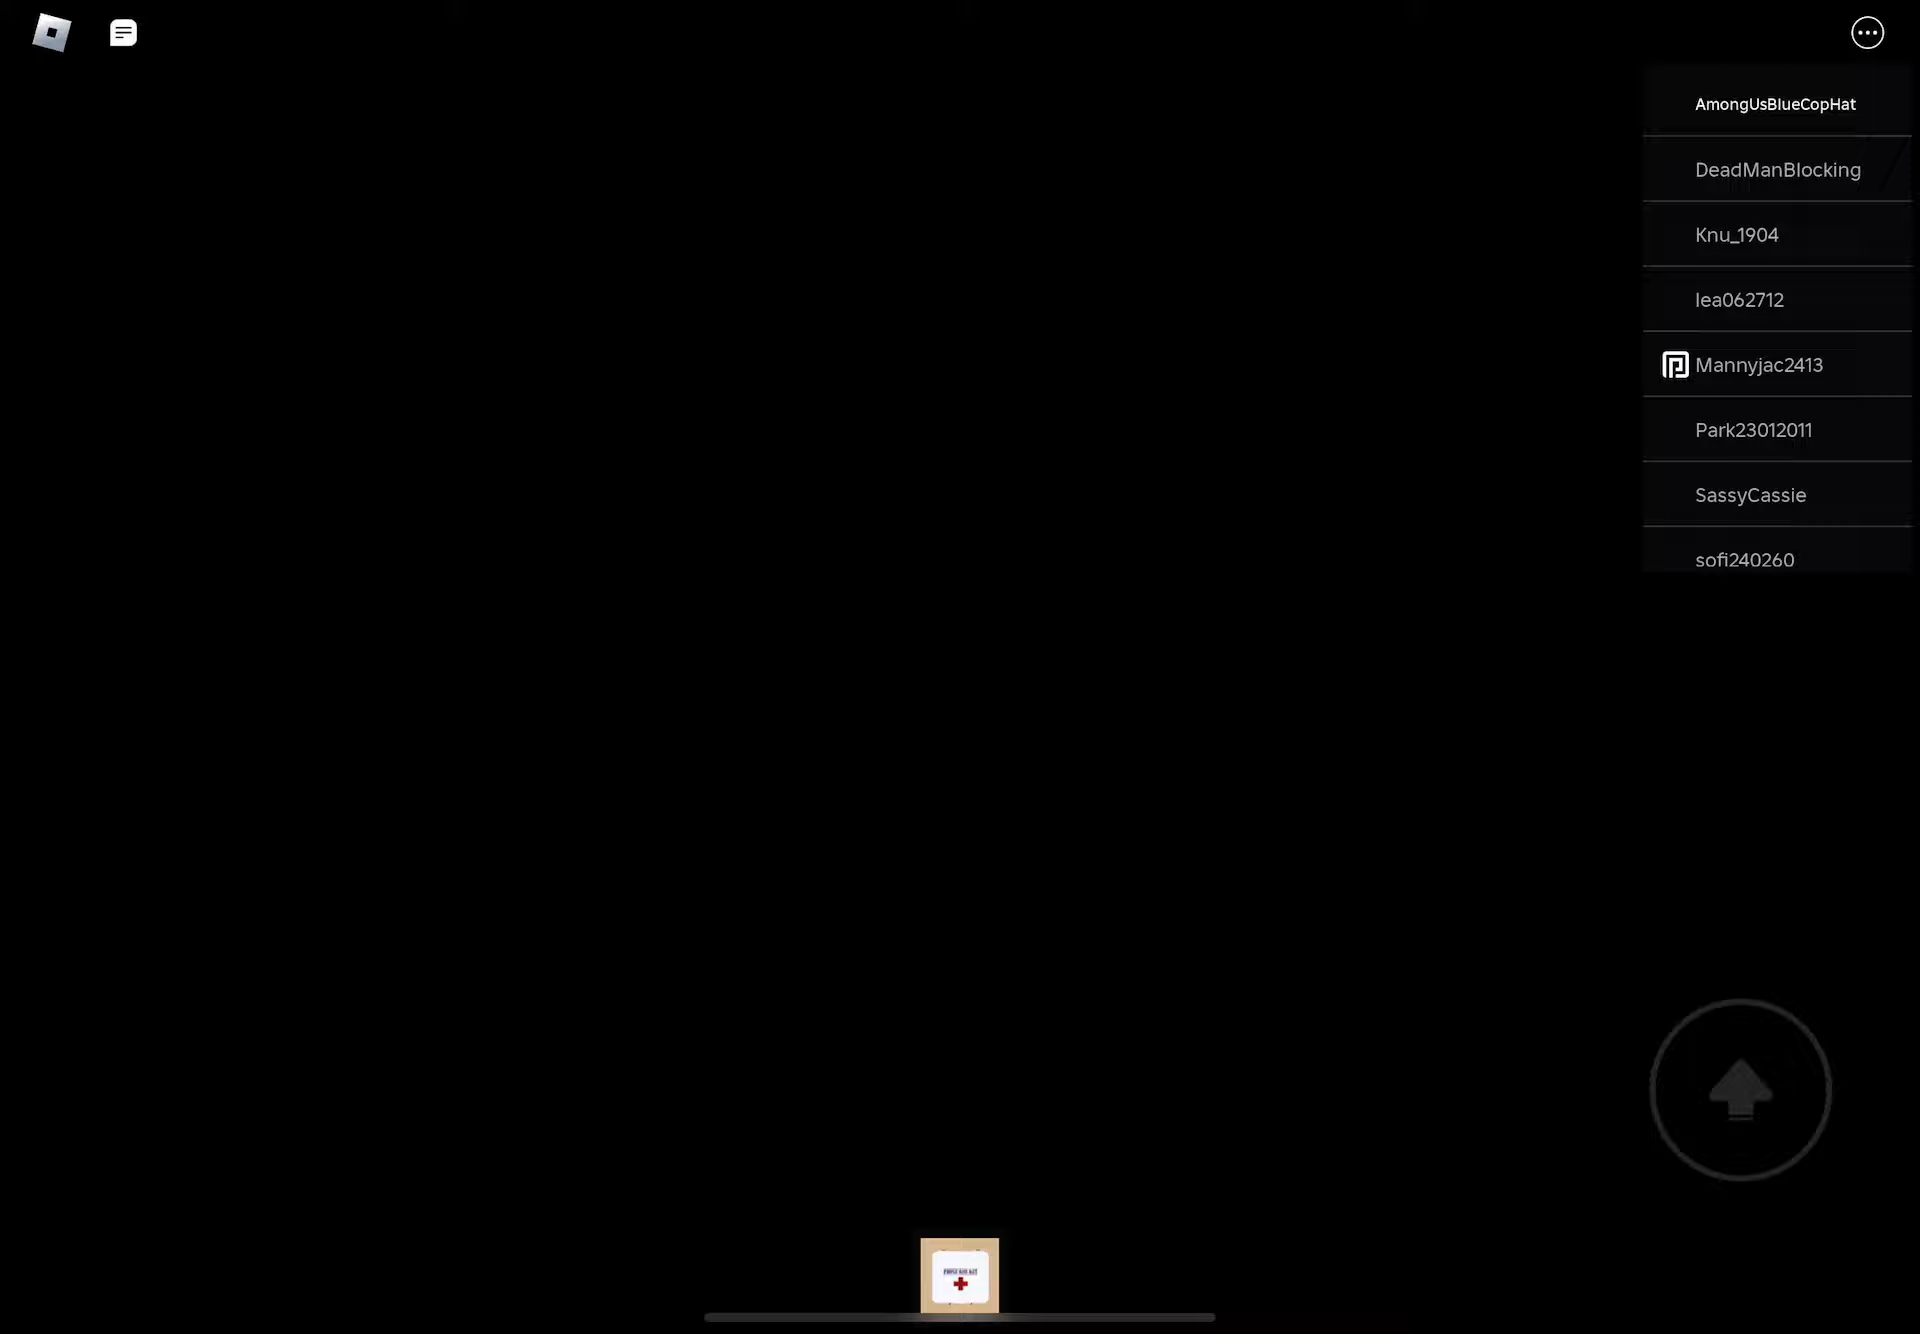 AmongUsBlueCopHat
DeadManBlocking
Knu_1904
lea062712
Mannyjac2413
Park23012011
SassyCassie
sofi240260